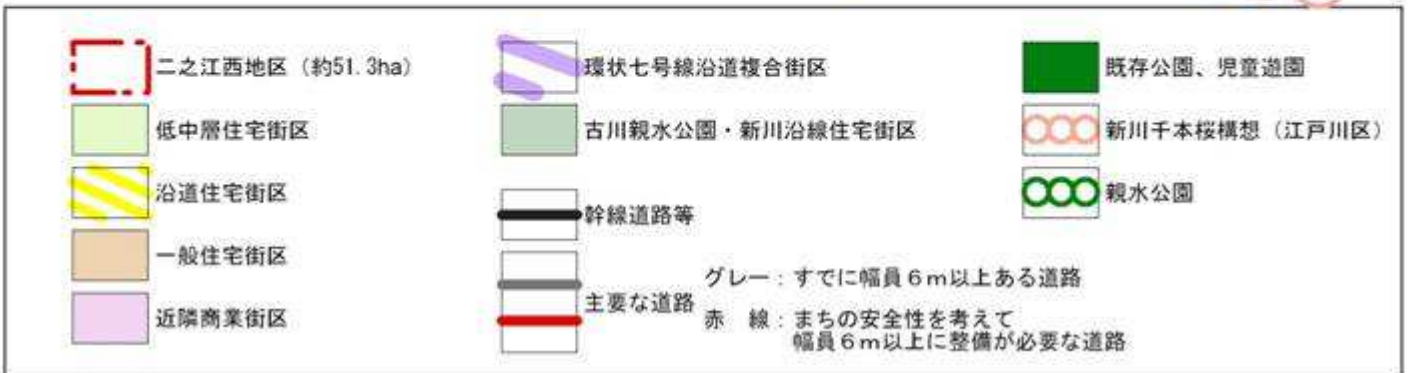 二之江西地区（約51.3ha）
低中層住宅街区
沿道住宅街区
一般住宅街区
近隣商業街区
環状七号線沿道複合街区
古川親水公園・新川沿線住宅街区
幹線道路等
主要な道路
グレー：すでに幅員６ｍ以上ある道路
赤　線：まちの安全性を考えて
幅員６ｍ以上に整備が必要な道路
既存公園、児童遊園
新川千本桜構想（江戸川区）
親水公園